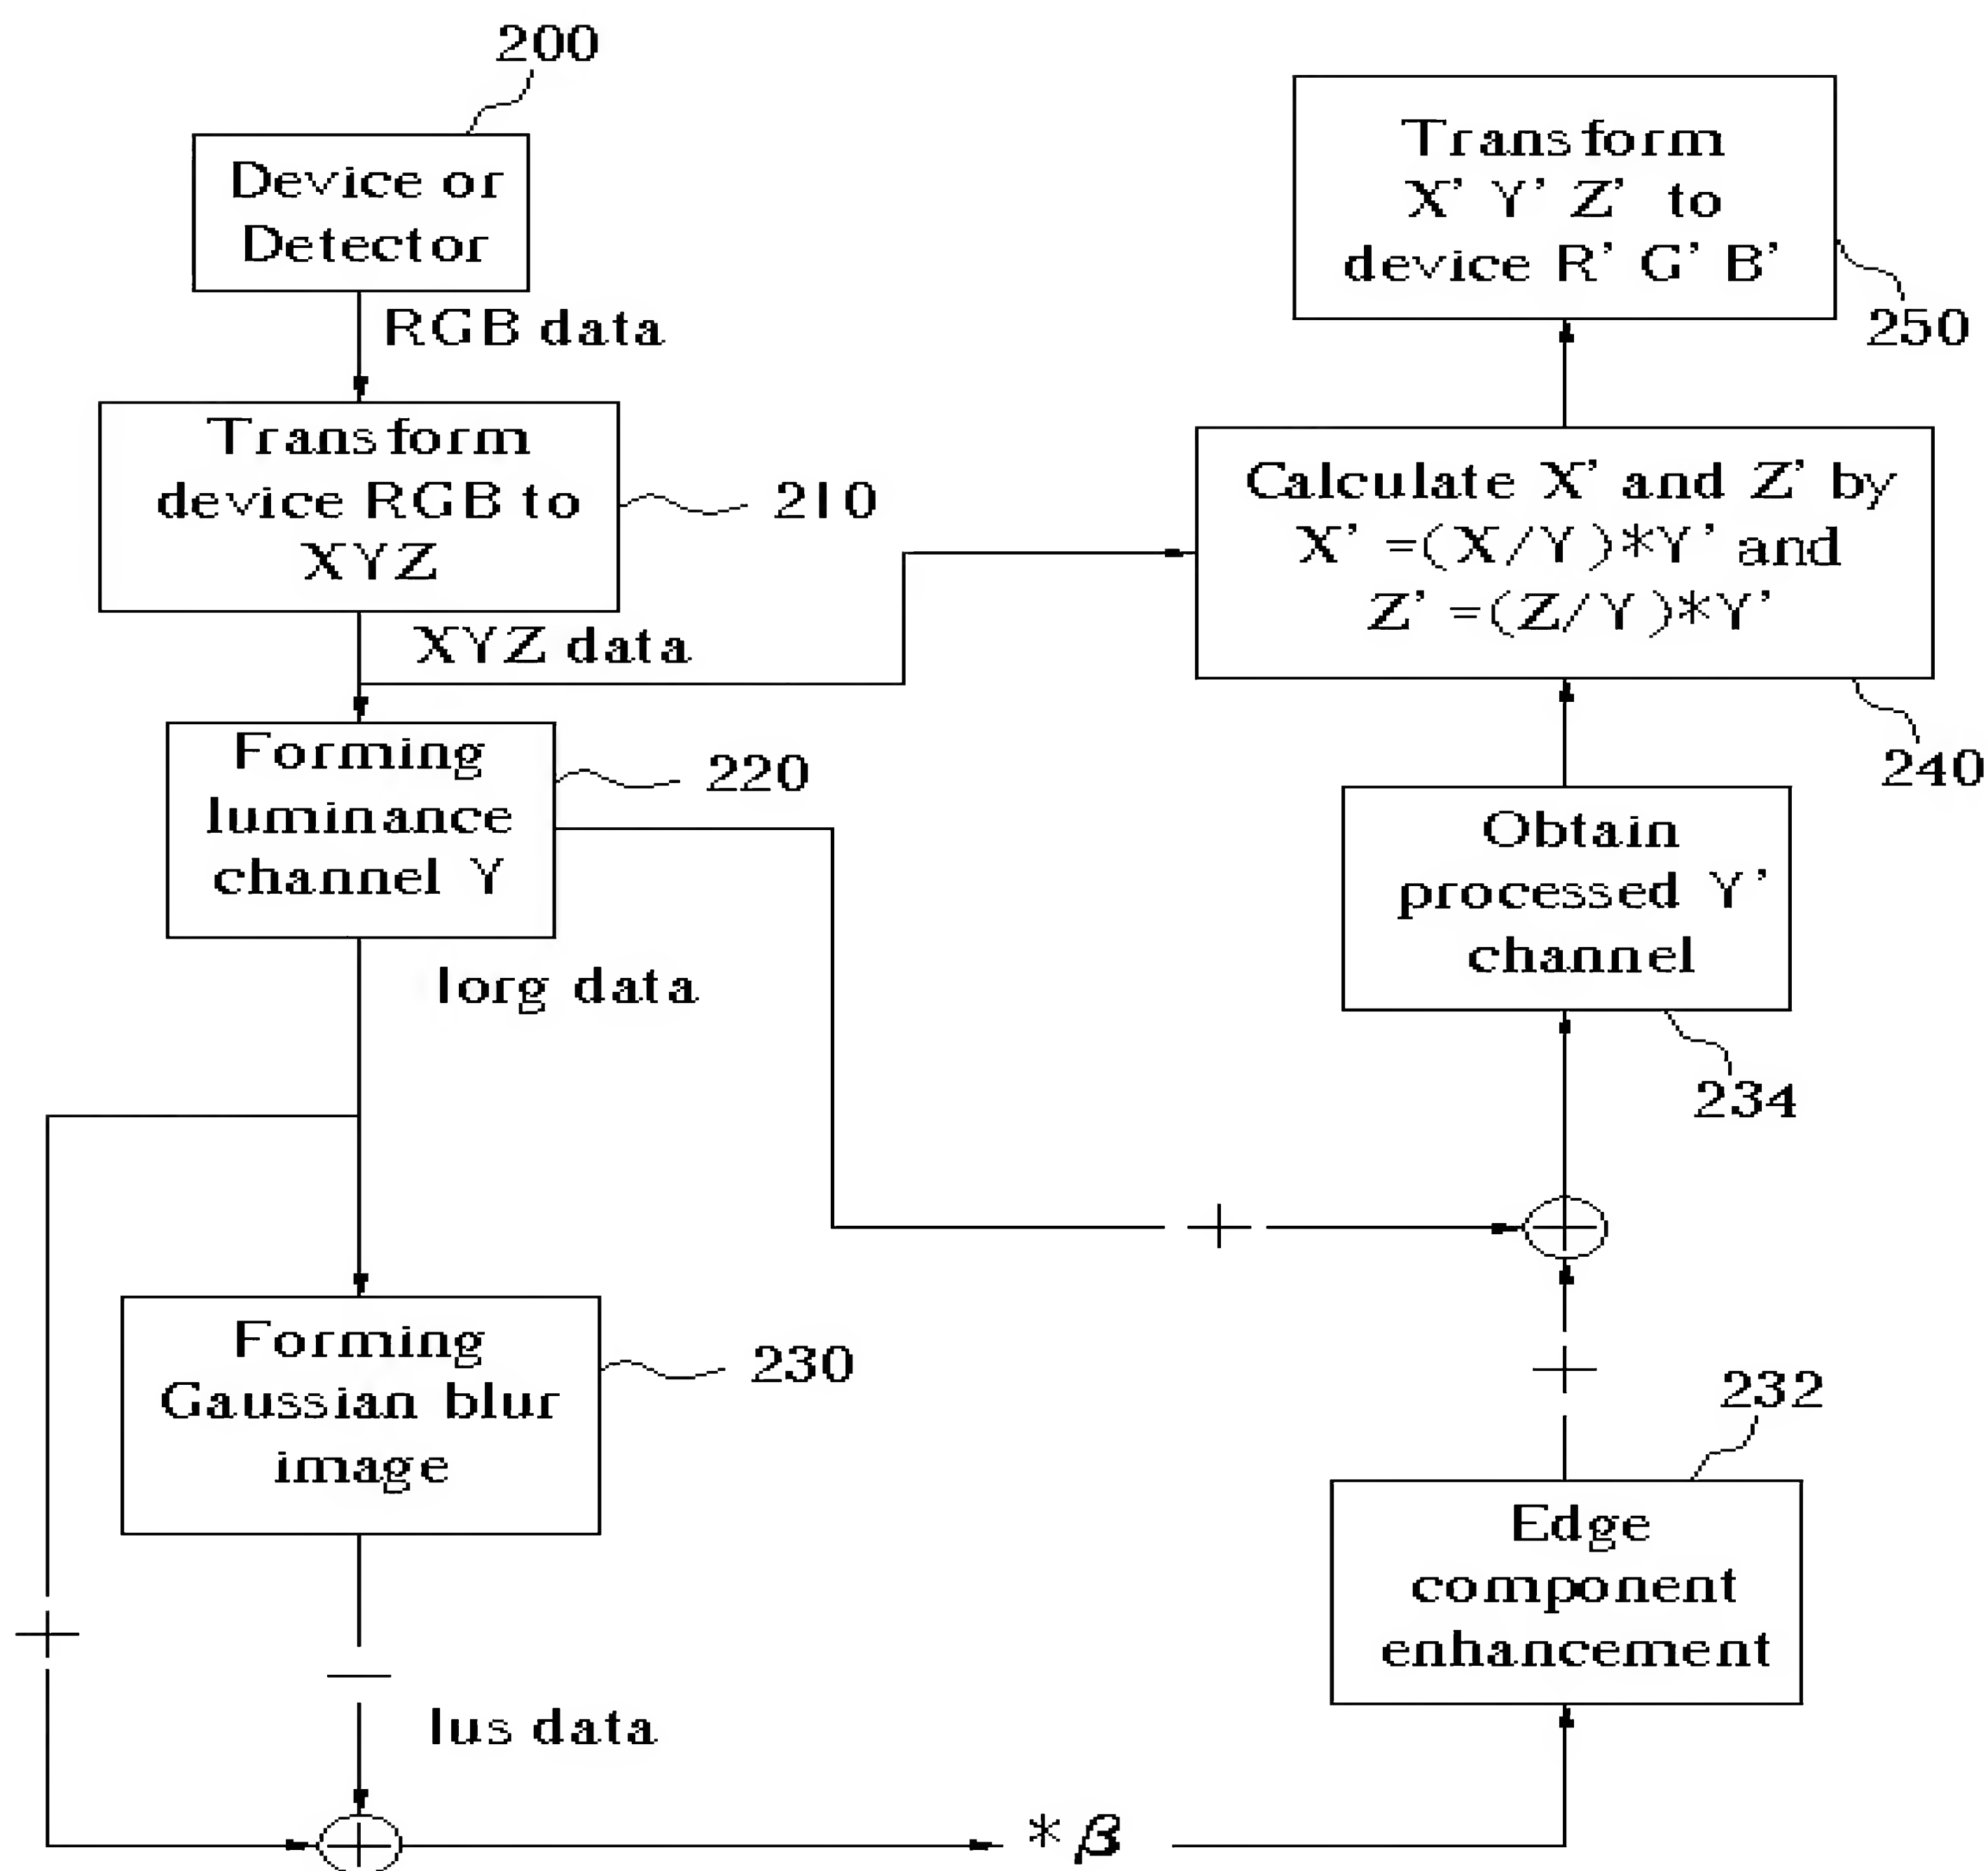 200
Device or
Detector
RGB data
Transform
device RGB to
XYZ
210
XYZ data
Forming
luminance
channel Y
220
Iorg data
Forming
Gaussian blur
image
230
+
—
Ius data
+
*β
Edge
component
enhancement
232
+
+
+
Obtain
processed Y'
channel
234
Calculate X' and Z' by
X' =(X/Y)*Y' and
Z' =(Z/Y)*Y'
240
Transform
X' Y' Z' to
device R' G' B'
250